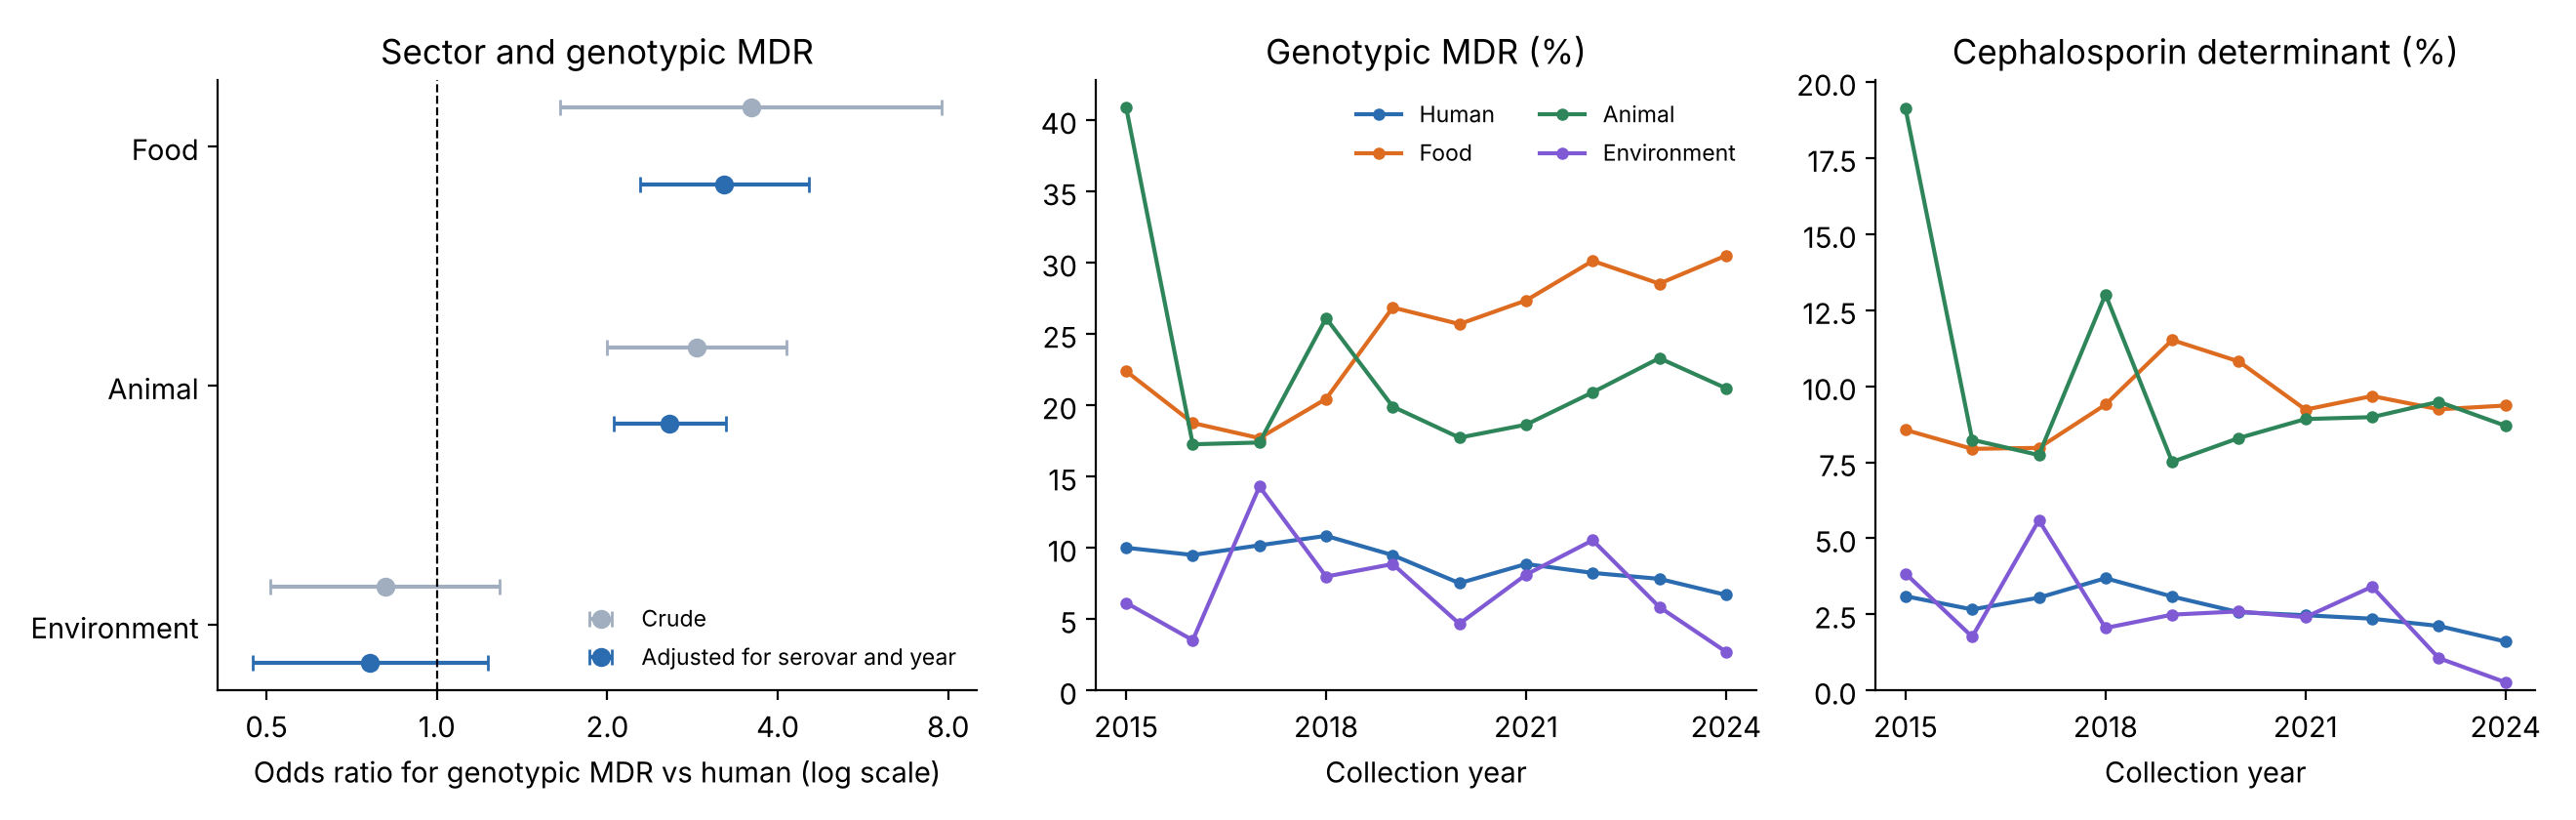 Sector and genotypic MDR
Food
Animal
Environment
Crude
Adjusted for serovar and year
0.5 1.0 2.0 4.0 8.0
Odds ratio for genotypic MDR vs human (log scale)
Genotypic MDR (%)
Human Animal
Food Environment
40
35
30
25
20
15
10
5
0
2015 2018 2021 2024
Collection year
Cephalosporin determinant (%)
20.0
17.5
15.0
12.5
10.0
7.5
5.0
2.5
0.0
2015 2018 2021 2024
Collection year